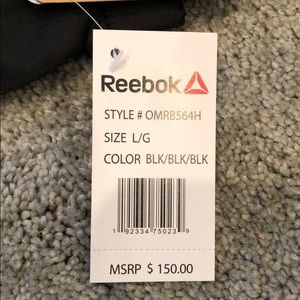 Reebok
STYLE # OMRB564H
SIZE L/G
COLOR BLK/BLK/BLK
1 92334 75023 9
MSRP $ 150.00